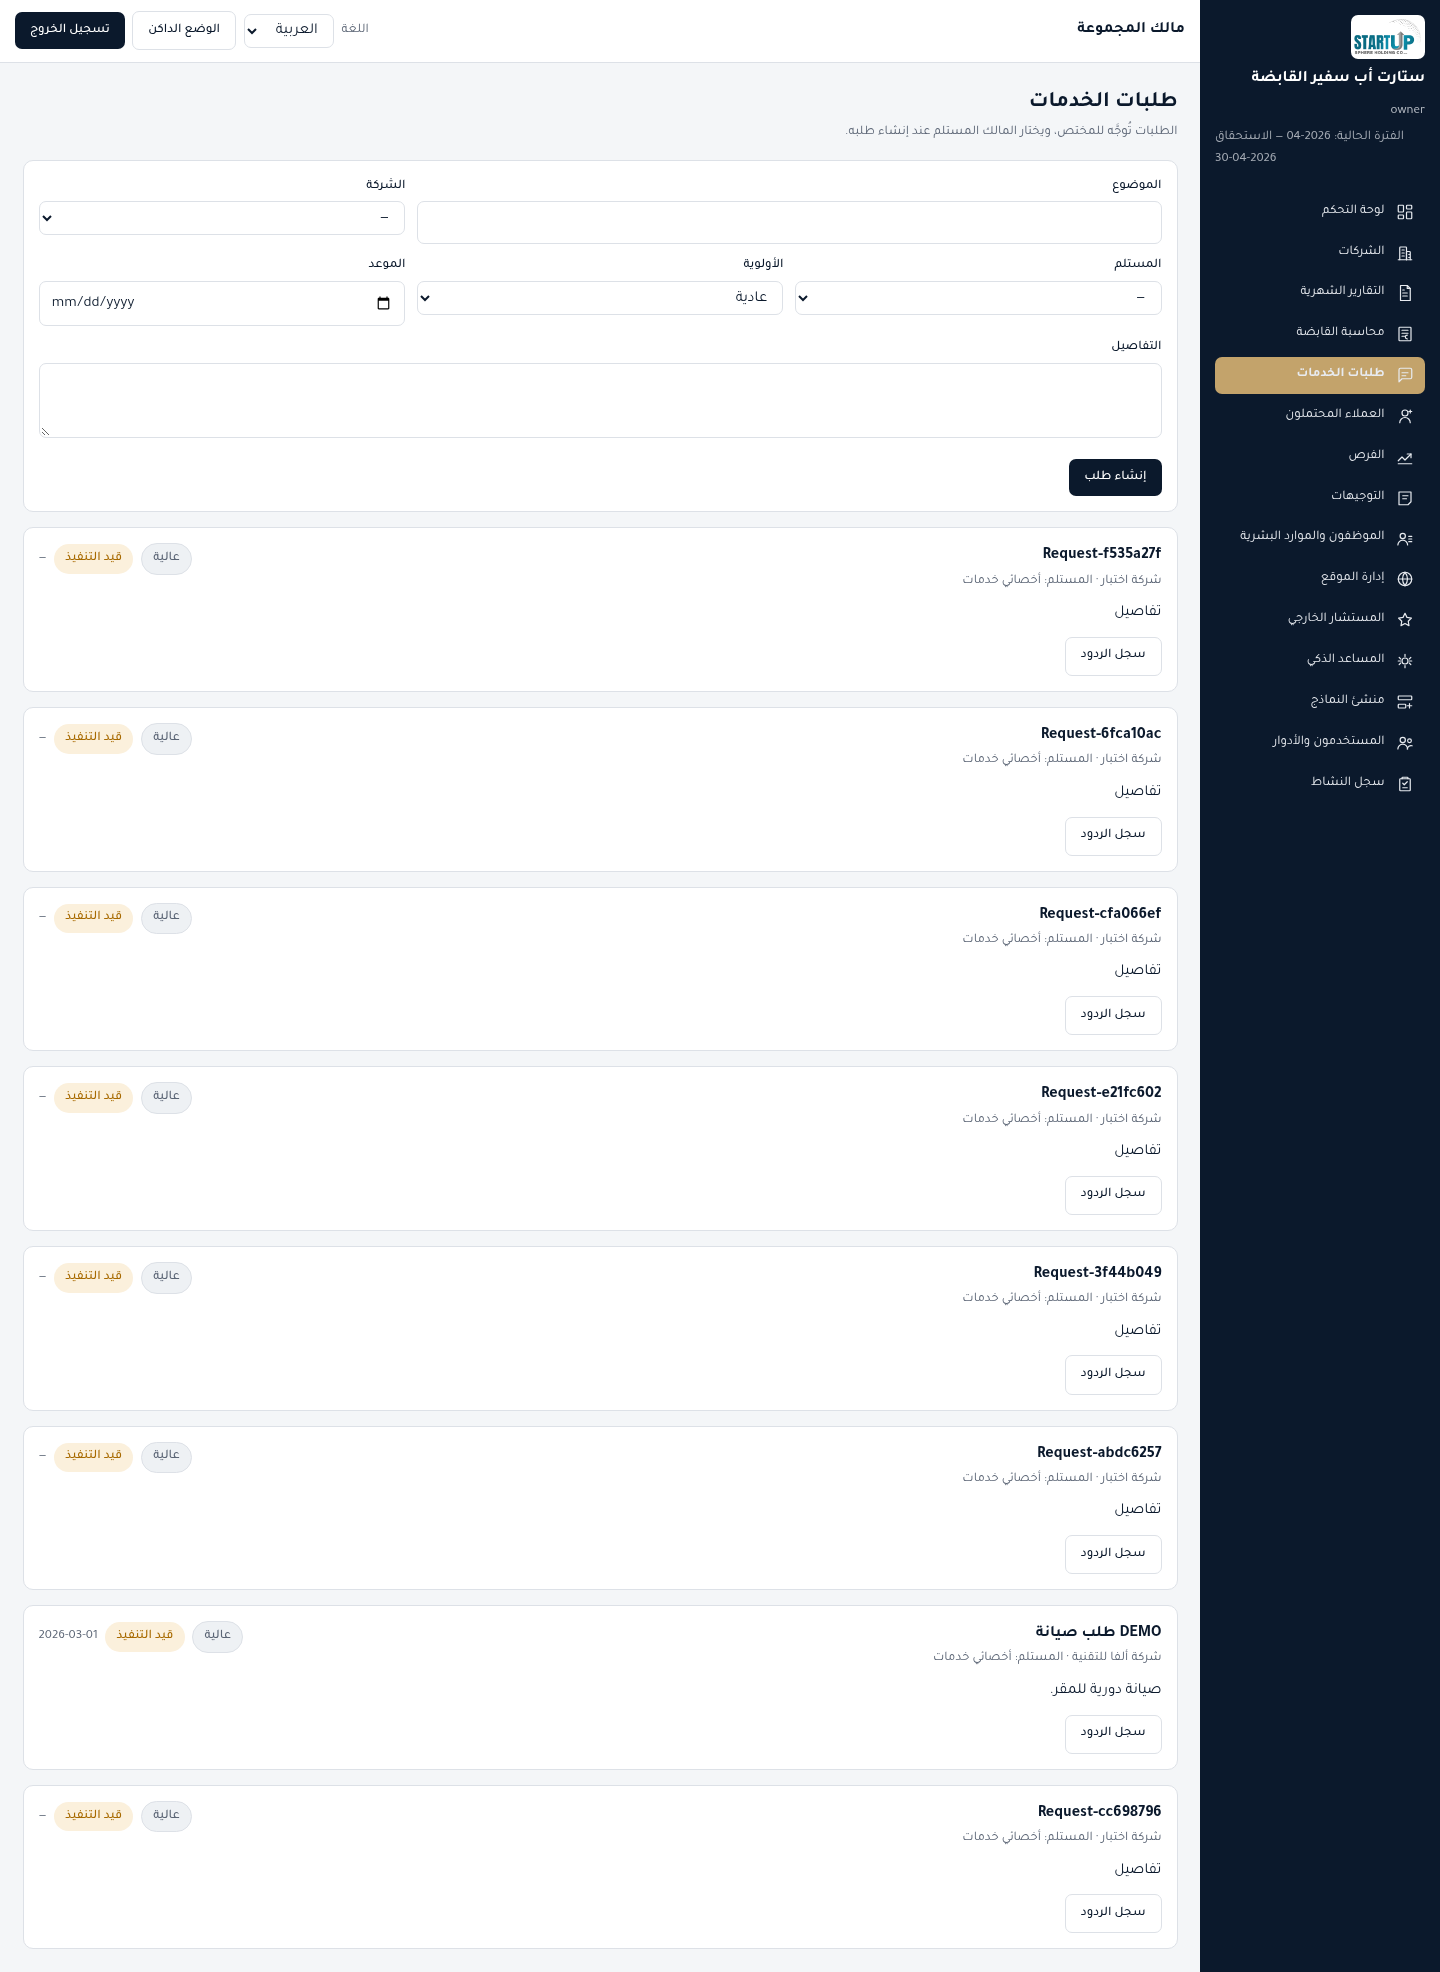 STARTUP
SPHERE HOLDING CO...
ستارت أب سفير القابضة
owner
الفترة الحالية: 2026-04 – الاستحقاق
30-04-2026
لوحة التحكم
الشركات
التقارير الشهرية
محاسبة القابضة
طلبات الخدمات
العملاء المحتملون
الفرص
التوجيهات
الموظفون والموارد البشرية
إدارة الموقع
المستشار الخارجي
المساعد الذكي
منشئ النماذج
المستخدمون والأدوار
سجل النشاط
مالك المجموعة
اللغة
العربية
الوضع الداكن
تسجيل الخروج
طلبات الخدمات
الطلبات تُوجَّه للمختص، ويختار المالك المستلم عند إنشاء طلبه.
الموضوع
الشركة
–
المستلم
الأولوية
الموعد
–
عادية
mm/dd/yyyy
التفاصيل
إنشاء طلب
Request-f535a27f
عالية
قيد التنفيذ
–
شركة اختبار · المستلم: أخصائي خدمات
تفاصيل
سجل الردود
Request-6fca10ac
عالية
قيد التنفيذ
–
شركة اختبار · المستلم: أخصائي خدمات
تفاصيل
سجل الردود
Request-cfa066ef
عالية
قيد التنفيذ
–
شركة اختبار · المستلم: أخصائي خدمات
تفاصيل
سجل الردود
Request-e21fc602
عالية
قيد التنفيذ
–
شركة اختبار · المستلم: أخصائي خدمات
تفاصيل
سجل الردود
Request-3f44b049
عالية
قيد التنفيذ
–
شركة اختبار · المستلم: أخصائي خدمات
تفاصيل
سجل الردود
Request-abdc6257
عالية
قيد التنفيذ
–
شركة اختبار · المستلم: أخصائي خدمات
تفاصيل
سجل الردود
DEMO طلب صيانة
عالية
قيد التنفيذ
2026-03-01
شركة ألفا للتقنية · المستلم: أخصائي خدمات
صيانة دورية للمقر.
سجل الردود
Request-cc698796
عالية
قيد التنفيذ
–
شركة اختبار · المستلم: أخصائي خدمات
تفاصيل
سجل الردود